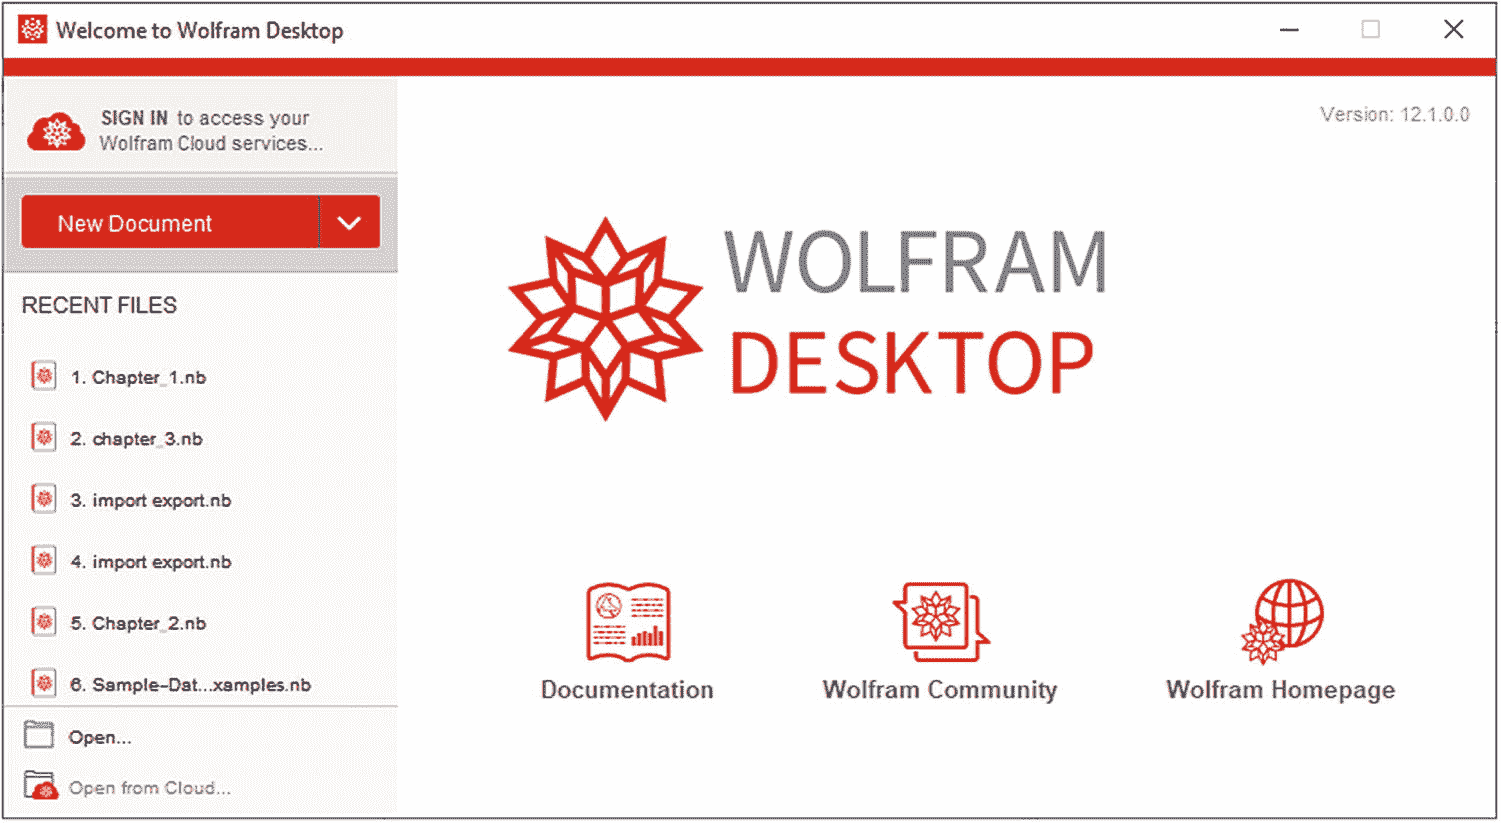 Welcome to Wolfram Desktop
SIGN IN to access your
Wolfram Cloud services...
Version: 12.1.0.0
New Document
RECENT FILES
1. Chapter_1.nb
2. chapter_3.nb
3. import export.nb
4. import export.nb
5. Chapter_2.nb
6. Sample-Dat...xamples.nb
Open...
Open from Cloud...
WOLFRAM
DESKTOP
Documentation
Wolfram Community
Wolfram Homepage